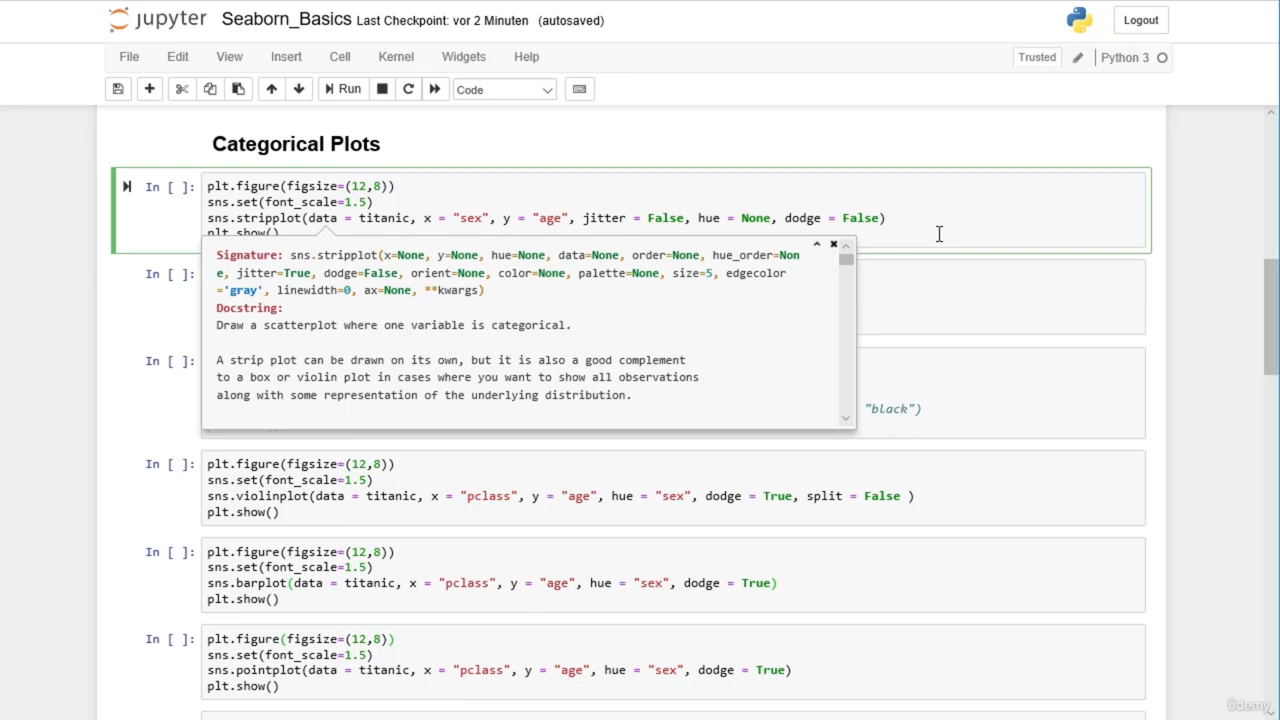 jupyter Seaborn_Basics Last Checkpoint: vor 2 Minuten (autosaved)
Logout
File Edit View Insert Cell Kernel Widgets Help
Trusted Python 3
Run Code
Categorical Plots
In [ ]: plt.figure(figsize=(12,8))
sns.set(font_scale=1.5)
sns.stripplot(data = titanic, x = "sex", y = "age", jitter = False, hue = None, dodge = False)
plt.show()
Signature: sns.stripplot(x=None, y=None, hue=None, data=None, order=None, hue_order=Non
e, jitter=True, dodge=False, orient=None, color=None, palette=None, size=5, edgecolor
='gray', linewidth=0, ax=None, **kwargs)
In [ ]:
Docstring:
Draw a scatterplot where one variable is categorical.
A strip plot can be drawn on its own, but it is also a good complement
In [ ]:
to a box or violin plot in cases where you want to show all observations
along with some representation of the underlying distribution.
"black")
In [ ]: plt.figure(figsize=(12,8))
sns.set(font_scale=1.5)
sns.violinplot(data = titanic, x = "pclass", y = "age", hue = "sex", dodge = True, split = False )
plt.show()
In [ ]: plt.figure(figsize=(12,8))
sns.set(font_scale=1.5)
sns.barplot(data = titanic, x = "pclass", y = "age", hue = "sex", dodge = True)
plt.show()
In [ ]: plt.figure(figsize=(12,8))
sns.set(font_scale=1.5)
sns.pointplot(data = titanic, x = "pclass", y = "age", hue = "sex", dodge = True)
plt.show()
ûdemy